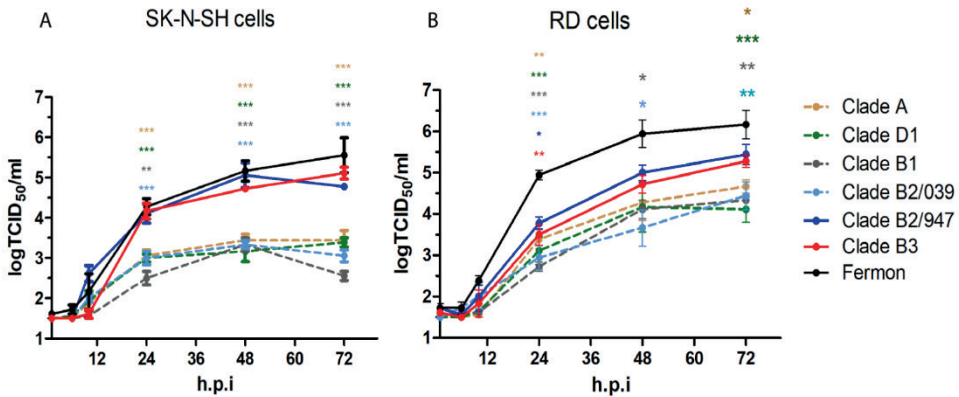 A
SK-N-SH cells
** *** ***
*** *** ***
** *** ***
*** *** ***
7
6
5
4
3
2
1
logTCID50/ml
12 24 36 48 60 72
h.p.i
B
RD cells
** *
*** ***
*** * **
*** * **
*
**
7
6
5
4
3
2
1
logTCID50/ml
12 24 36 48 60 72
h.p.i
Clade A
Clade D1
Clade B1
Clade B2/039
Clade B2/947
Clade B3
Fermon